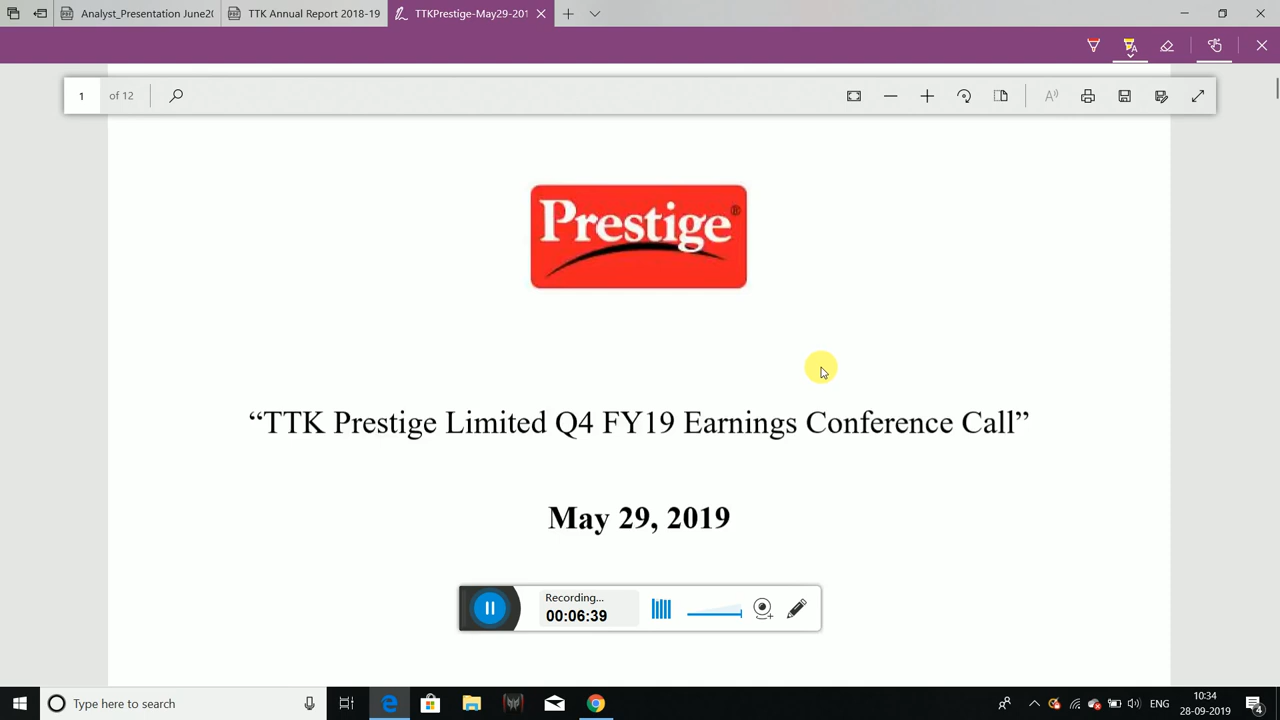 Analyst_Presentation June20
TTK Annual Report 2018-19
TTKPrestige-May29-201
1 of 12
Prestige®
“TTK Prestige Limited Q4 FY19 Earnings Conference Call”
May 29, 2019
Recording...
00:06:39
Type here to search
ENG
10:34
28-09-2019
4